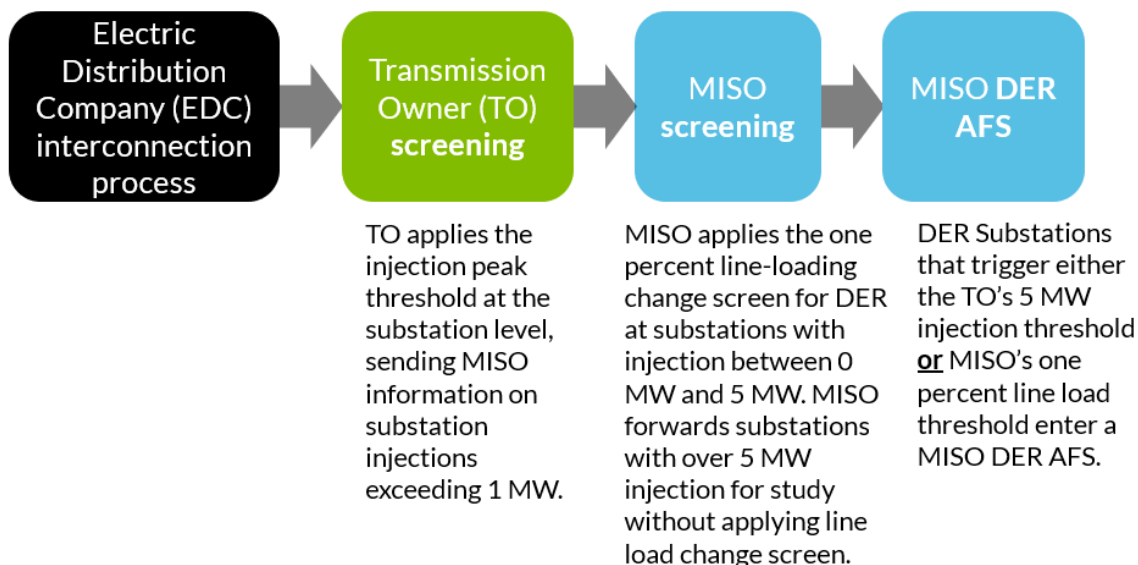 Electric
Distribution
Company (EDC)
interconnection
process
Transmission
Owner (TO)
screening
MISO
screening
MISO DER
AFS
TO applies the
injection peak
threshold at the
substation level,
sending MISO
information on
substation
injections
exceeding 1 MW.
MISO applies the one
percent line-loading
change screen for DER
at substations with
injection between 0
MW and 5 MW. MISO
forwards substations
with over 5 MW
injection for study
without applying line
load change screen.
DER Substations
that trigger either
the TO’s 5 MW
injection threshold
or MISO’s one
percent line load
threshold enter a
MISO DER AFS.